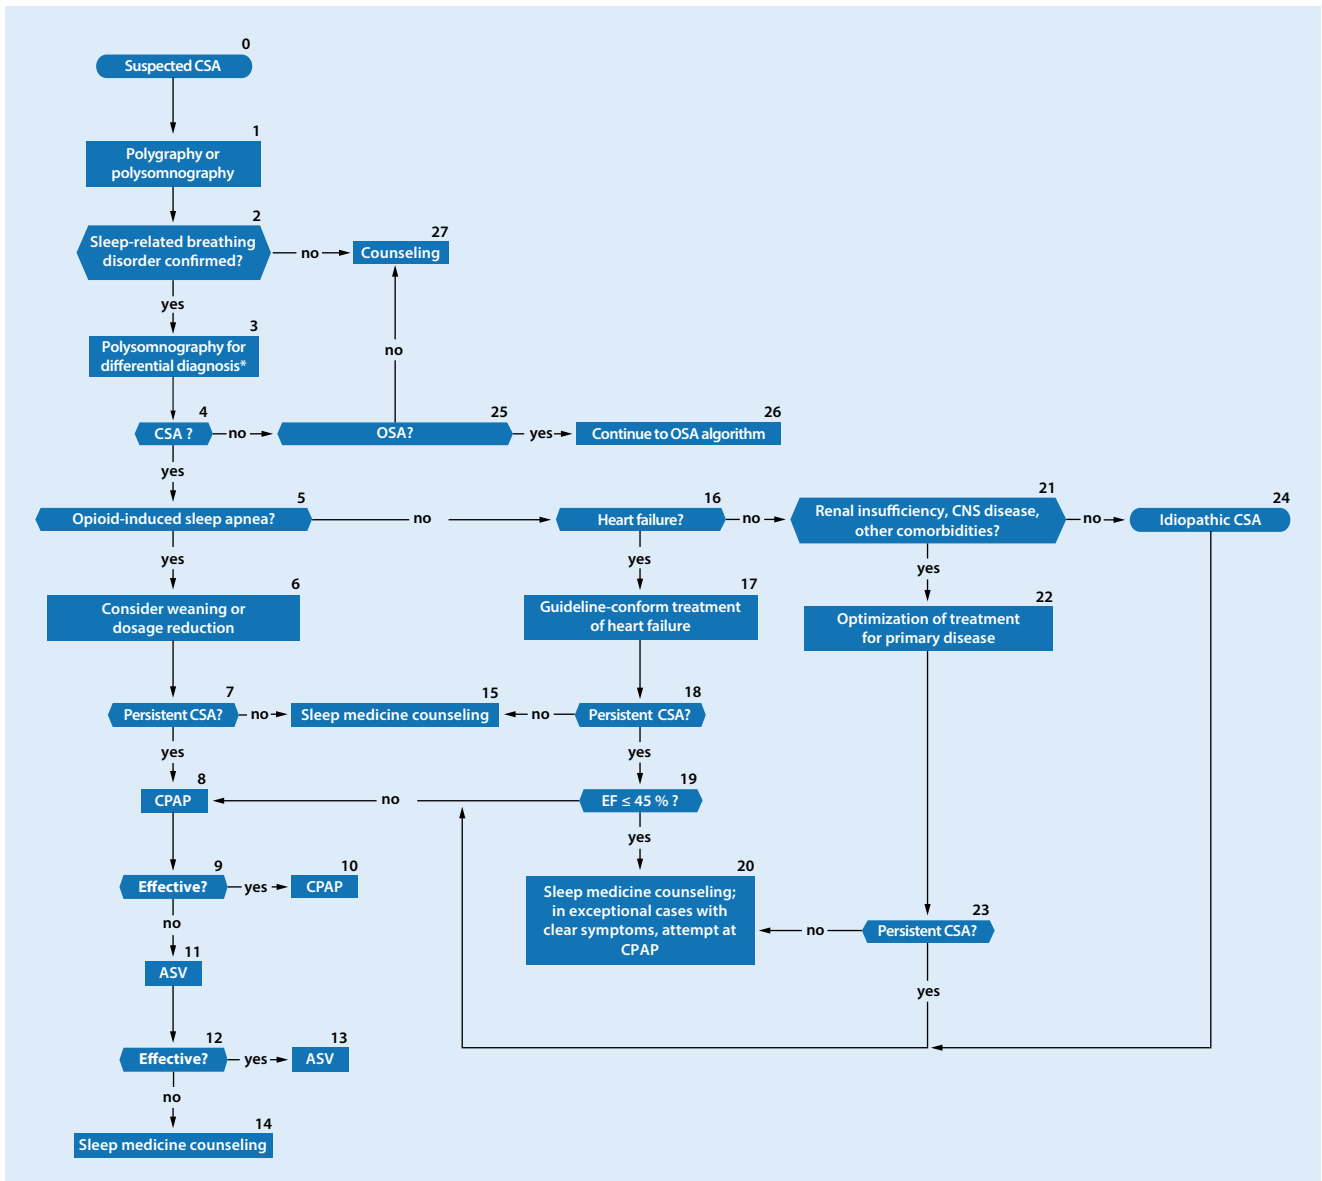 0
Suspected CSA
1
Polygraphy or
polysomnography
2
Sleep-related breathing
disorder confirmed?
no
27
Counseling
yes
3
Polysomnography for
differential diagnosis*
no
4
CSA ?
no
25
OSA?
yes
26
Continue to OSA algorithm
yes
5
Opioid-induced sleep apnea?
no
16
Heart failure?
no
21
Renal insufficiency, CNS disease,
other comorbidities?
no
24
Idiopathic CSA
yes
yes
yes
6
Consider weaning or
dosage reduction
17
Guideline-conform treatment
of heart failure
22
Optimization of treatment
for primary disease
7
Persistent CSA?
no
15
Sleep medicine counseling
no
18
Persistent CSA?
yes
yes
8
CPAP
no
19
EF ≤ 45 % ?
yes
9
Effective?
yes
10
CPAP
20
Sleep medicine counseling;
in exceptional cases with
clear symptoms, attempt at
CPAP
no
23
Persistent CSA?
no
yes
11
ASV
12
Effective?
yes
13
ASV
no
14
Sleep medicine counseling